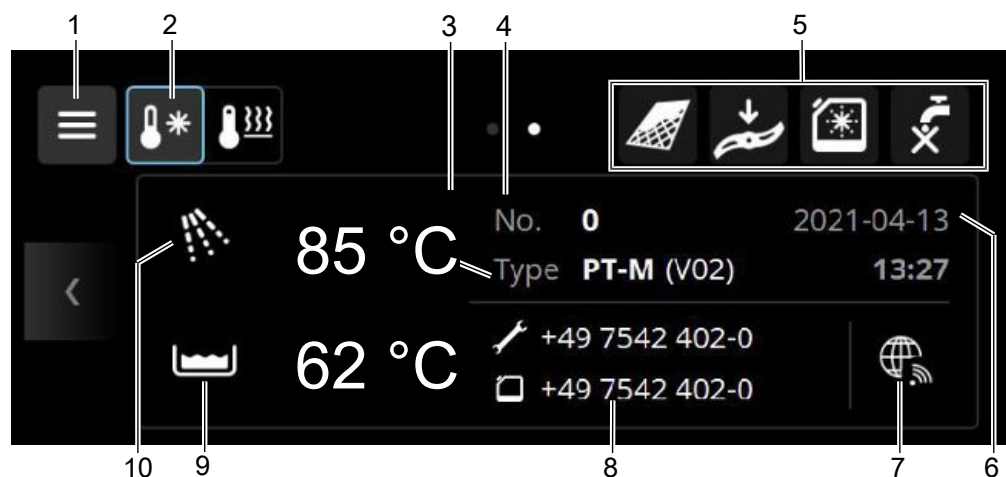 1 2 3 4 5
No. 0 2021-04-13
85 °C
Type PT-M (V02) 13:27
+49 7542 402-0
62 °C
+49 7542 402-0
10 9 8 7 6